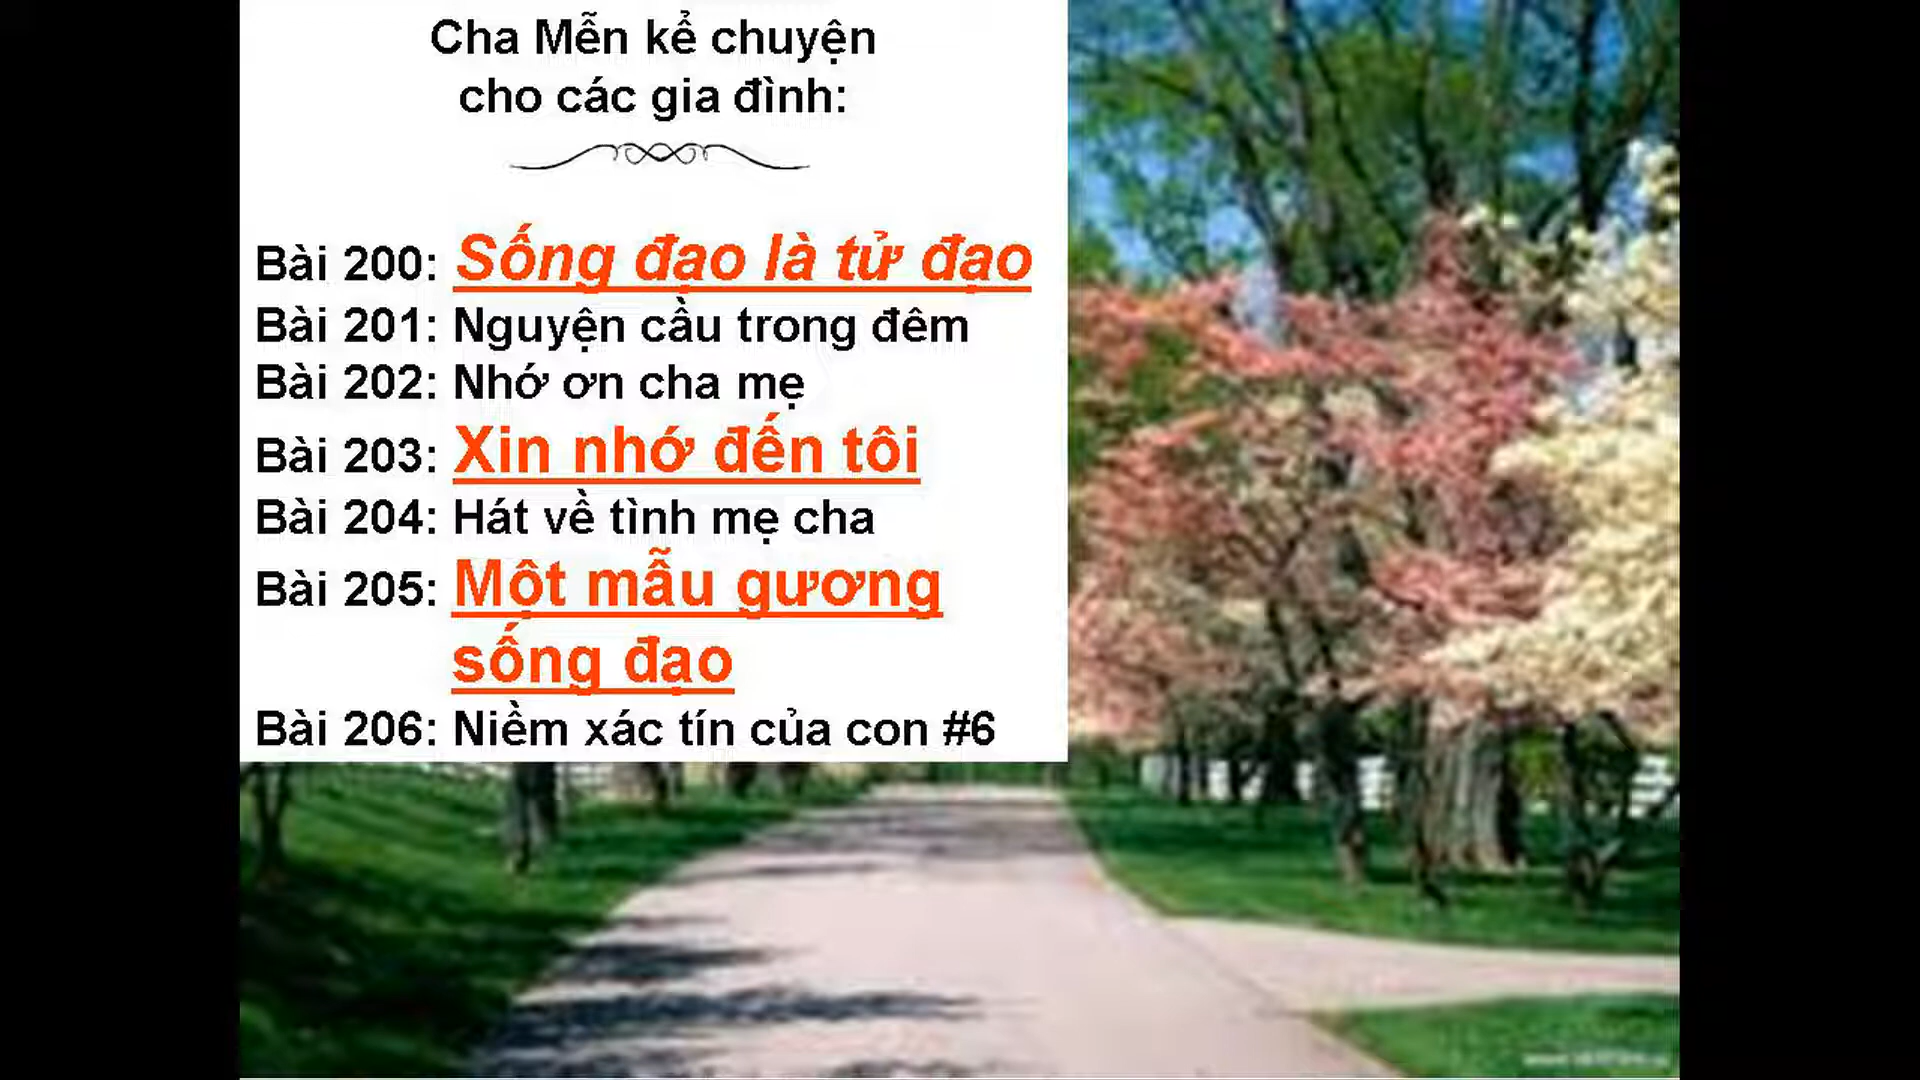 Cha Mễn kể chuyện
cho các gia đình:
Bài 200: Sống đạo là tử đạo
Bài 201: Nguyện cầu trong đêm
Bài 202: Nhớ ơn cha mẹ
Bài 203: Xin nhớ đến tôi
Bài 204: Hát về tình mẹ cha
Bài 205: Một mẫu gương
sống đạo
Bài 206: Niềm xác tín của con #6